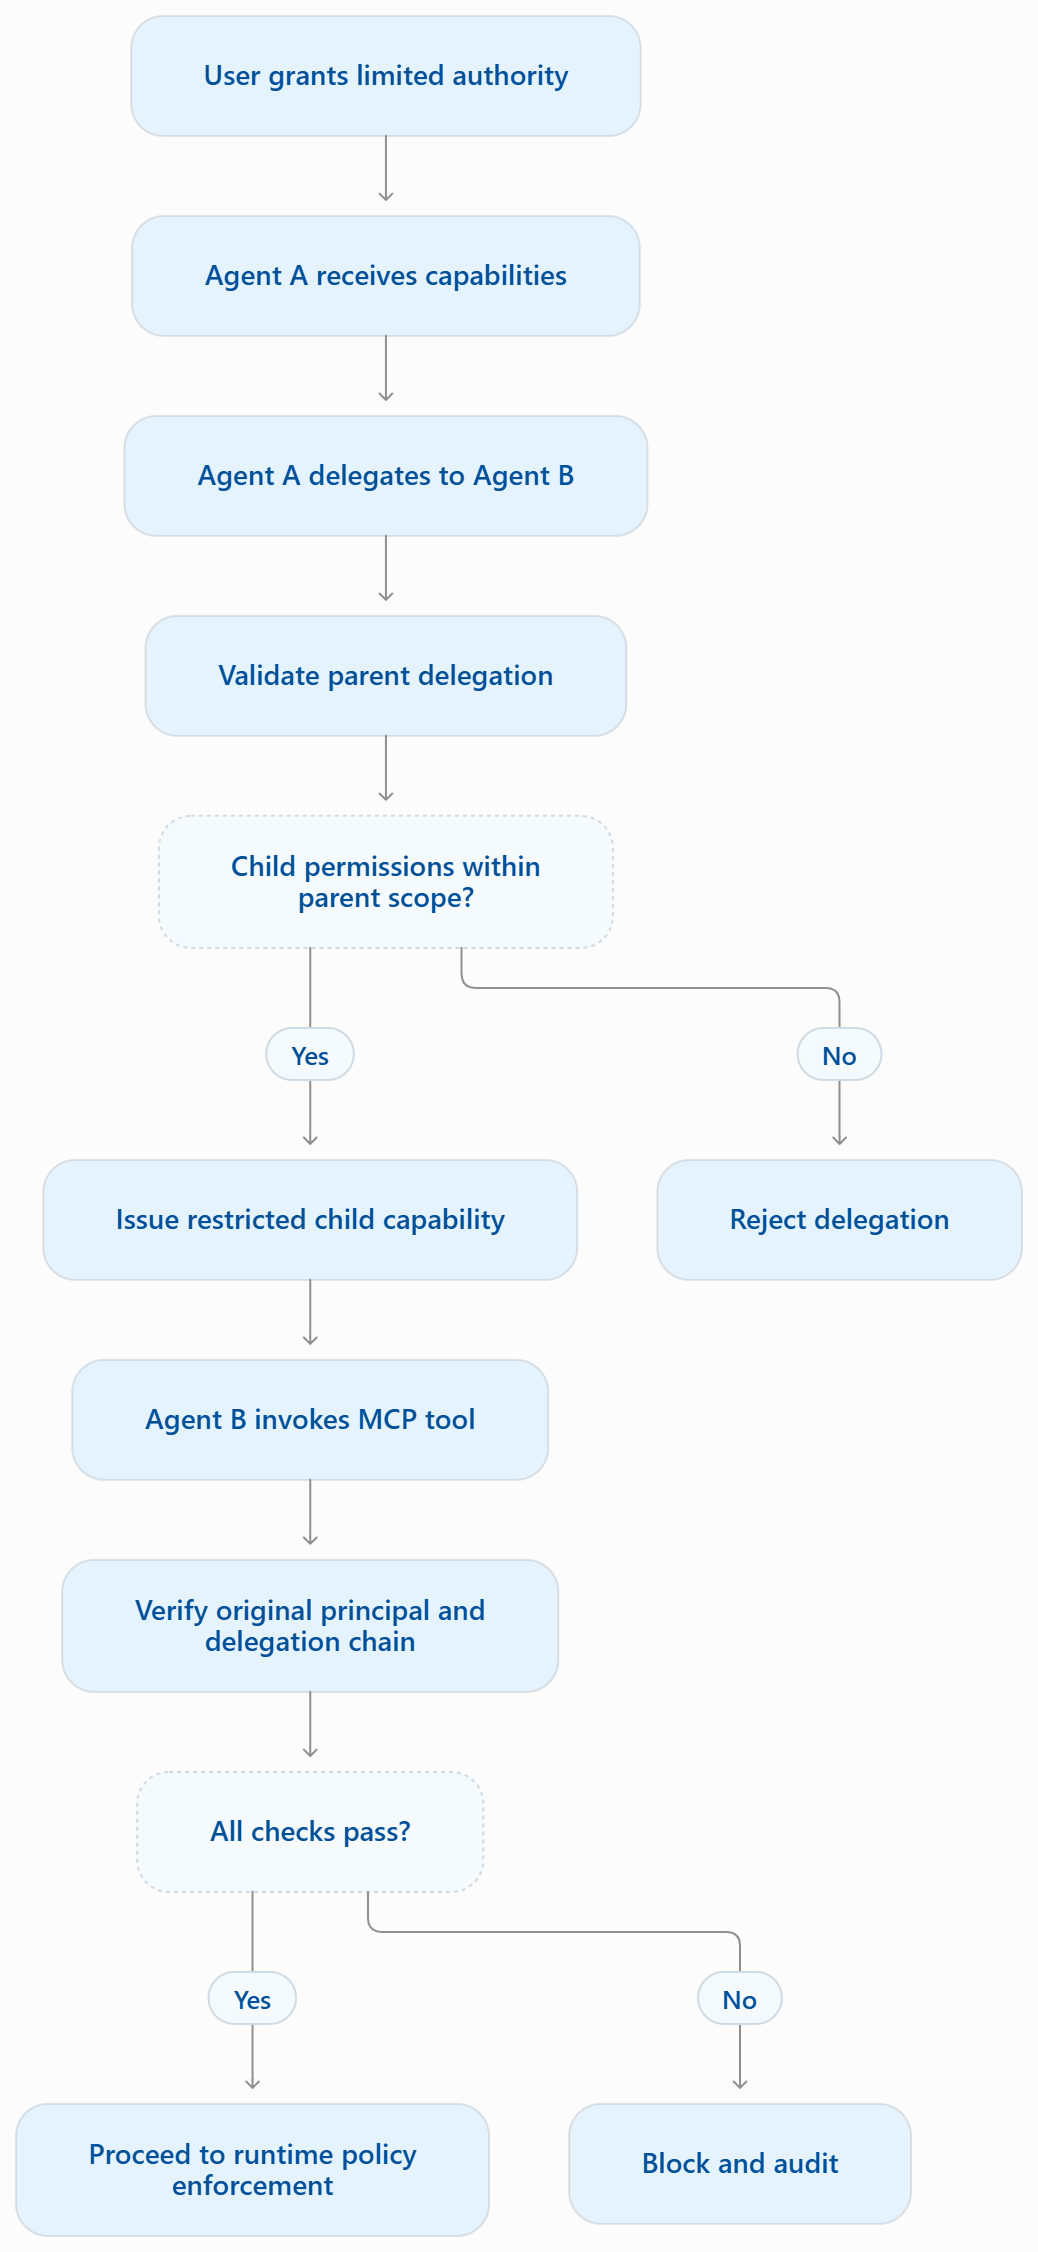 User grants limited authority
Agent A receives capabilities
Agent A delegates to Agent B
Validate parent delegation
Child permissions within
parent scope?
Yes
No
Issue restricted child capability
Reject delegation
Agent B invokes MCP tool
Verify original principal and
delegation chain
All checks pass?
Yes
No
Proceed to runtime policy
enforcement
Block and audit